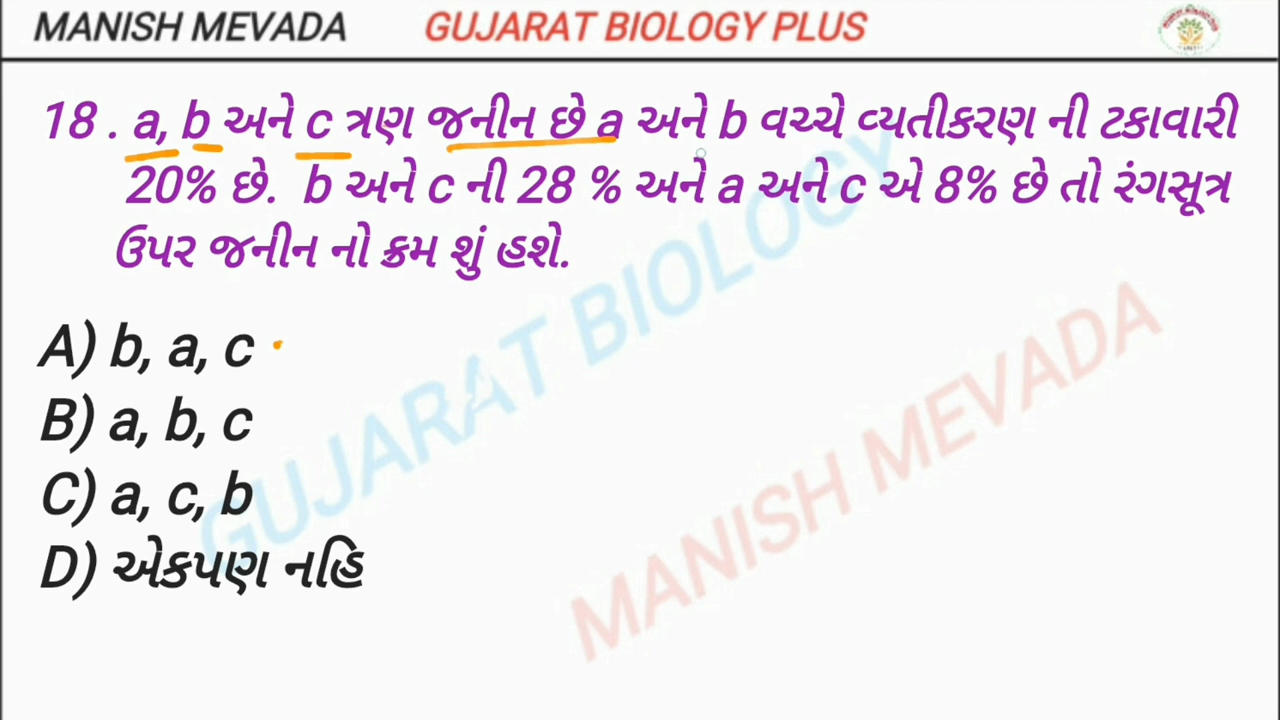 MANISH MEVADA GUJARAT BIOLOGY PLUS
18 . a, b અને c ત્રણ જનીન છે a અને b વચ્ચે વ્યતીકરણ ની ટકાવારી
20% છે. b અને c ની 28 % અને a અને c એ 8% છે તો રંગસૂત્ર
ઉપર જનીન નો ક્રમ શું હશે.
A) b, a, c
B) a, b, c
C) a, c, b
D) એકપણ નહિ
GUJARAT BIOLOGY
MANISH MEVADA